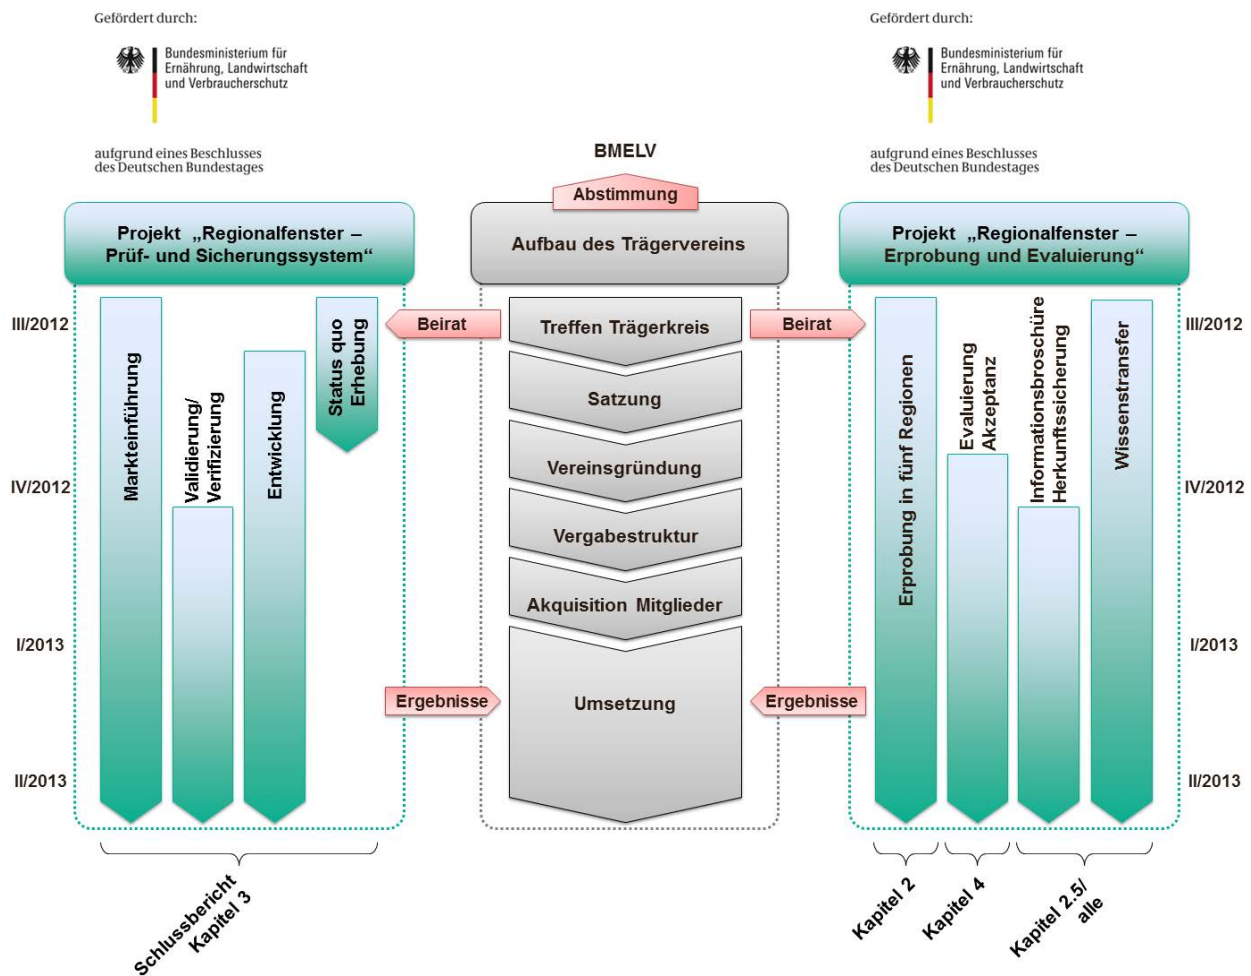 Gefördert durch:
Bundesministerium für
Ernährung, Landwirtschaft
und Verbraucherschutz
aufgrund eines Beschlusses
des Deutschen Bundestages
Gefördert durch:
Bundesministerium für
Ernährung, Landwirtschaft
und Verbraucherschutz
aufgrund eines Beschlusses
des Deutschen Bundestages
BMELV
Abstimmung
Projekt „Regionalfenster –
Prüf- und Sicherungssystem“
Aufbau des Trägervereins
Projekt „Regionalfenster –
Erprobung und Evaluierung“
III/2012
IV/2012
I/2013
II/2013
Markteinführung
Validierung/
Verifizierung
Entwicklung
Status quo
Erhebung
Beirat
Ergebnisse
Treffen Trägerkreis
Satzung
Vereinsgründung
Vergabestruktur
Akquisition Mitglieder
Umsetzung
Beirat
Ergebnisse
Erprobung in fünf Regionen
Evaluierung
Akzeptanz
Informationsbroschüre
Herkunftssicherung
Wissenstransfer
III/2012
IV/2012
I/2013
II/2013
Schlussbericht
Kapitel 3
Kapitel 2
Kapitel 4
Kapitel 2.5/
alle